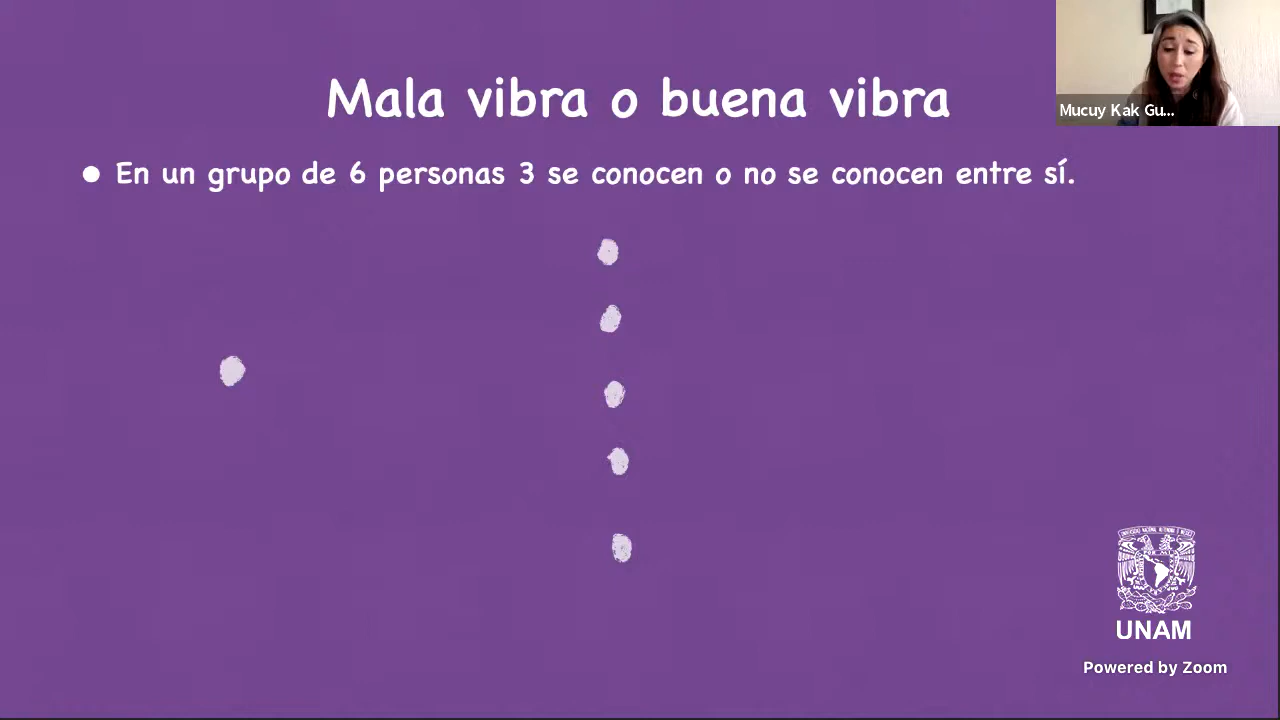 Mala vibra o buena vibra
Mucuy Kak Gu...
• En un grupo de 6 personas 3 se conocen o no se conocen entre sí.
UNAM
Powered by Zoom